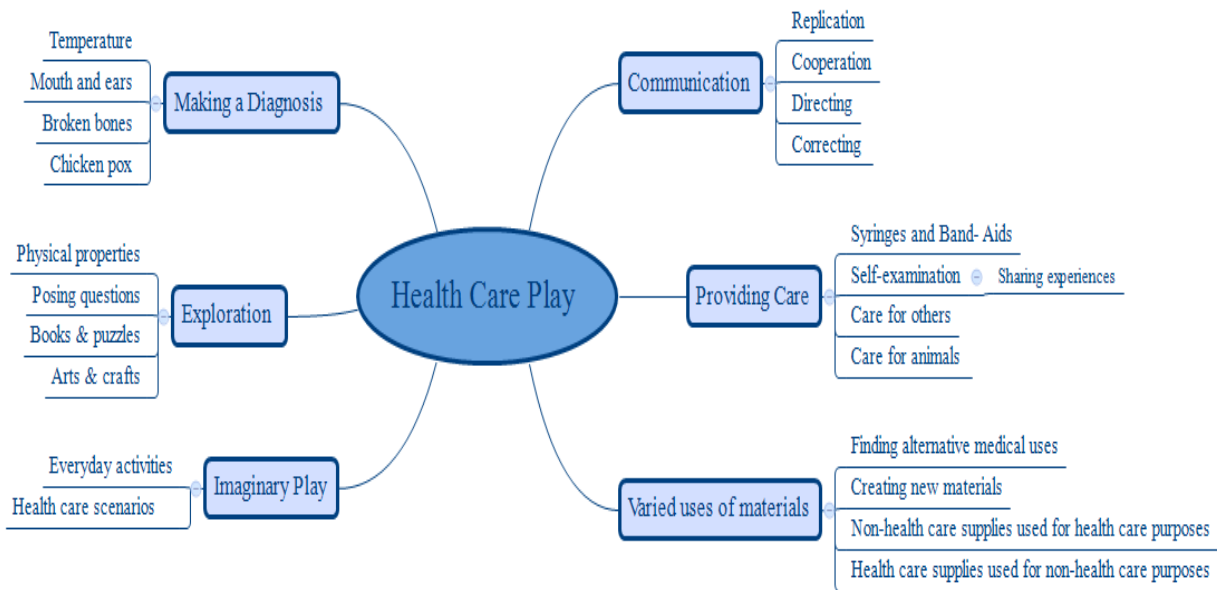 Health Care Play
Making a Diagnosis
Temperature
Mouth and ears
Broken bones
Chicken pox
Exploration
Physical properties
Posing questions
Books & puzzles
Arts & crafts
Imaginary Play
Everyday activities
Health care scenarios
Communication
Replication
Cooperation
Directing
Correcting
Providing Care
Syringes and Band- Aids
Self-examination
Sharing experiences
Care for others
Care for animals
Varied uses of materials
Finding alternative medical uses
Creating new materials
Non-health care supplies used for health care purposes
Health care supplies used for non-health care purposes